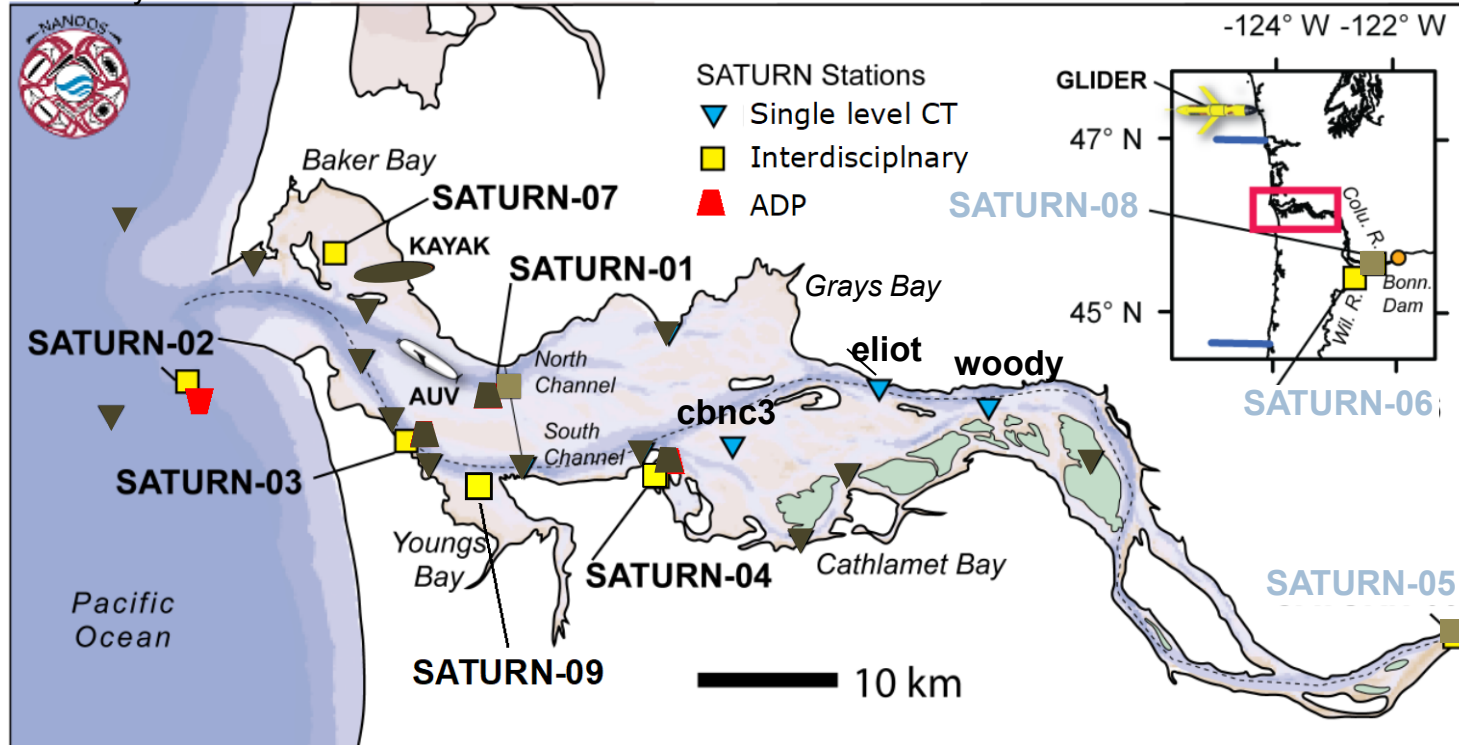 NANOOS
-124° W -122° W
SATURN Stations
Single level CT
Interdisciplnary
ADP
GLIDER
47° N
45° N
Colu. R.
Bonn.
Dam
Wil. R.
Baker Bay
SATURN-07
KAYAK
SATURN-01
SATURN-08
Grays Bay
SATURN-02
North
Channel
eliot
woody
AUV
cbnc3
SATURN-06
South
Channel
SATURN-03
Youngs
Bay
SATURN-04
Cathlamet Bay
SATURN-05
Pacific
Ocean
SATURN-09
10 km